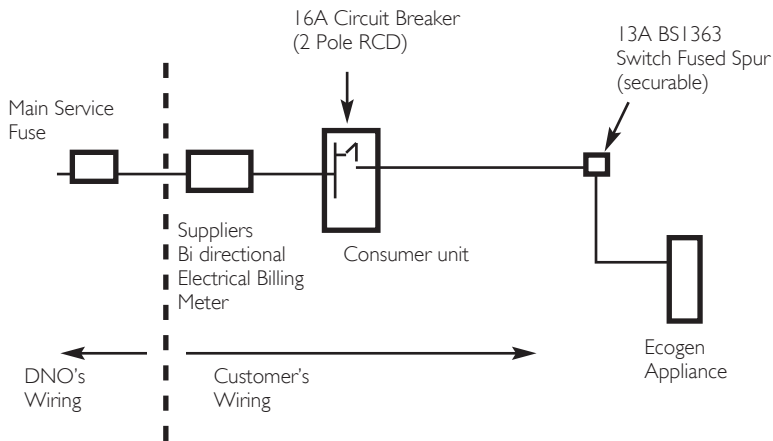 16A Circuit Breaker
(2 Pole RCD)
13A BS1363
Switch Fused Spur
(securable)
Main Service
Fuse
Suppliers
Bi directional
Electrical Billing
Meter
Consumer unit
Ecogen
Appliance
DNO's
Wiring
Customer's
Wiring